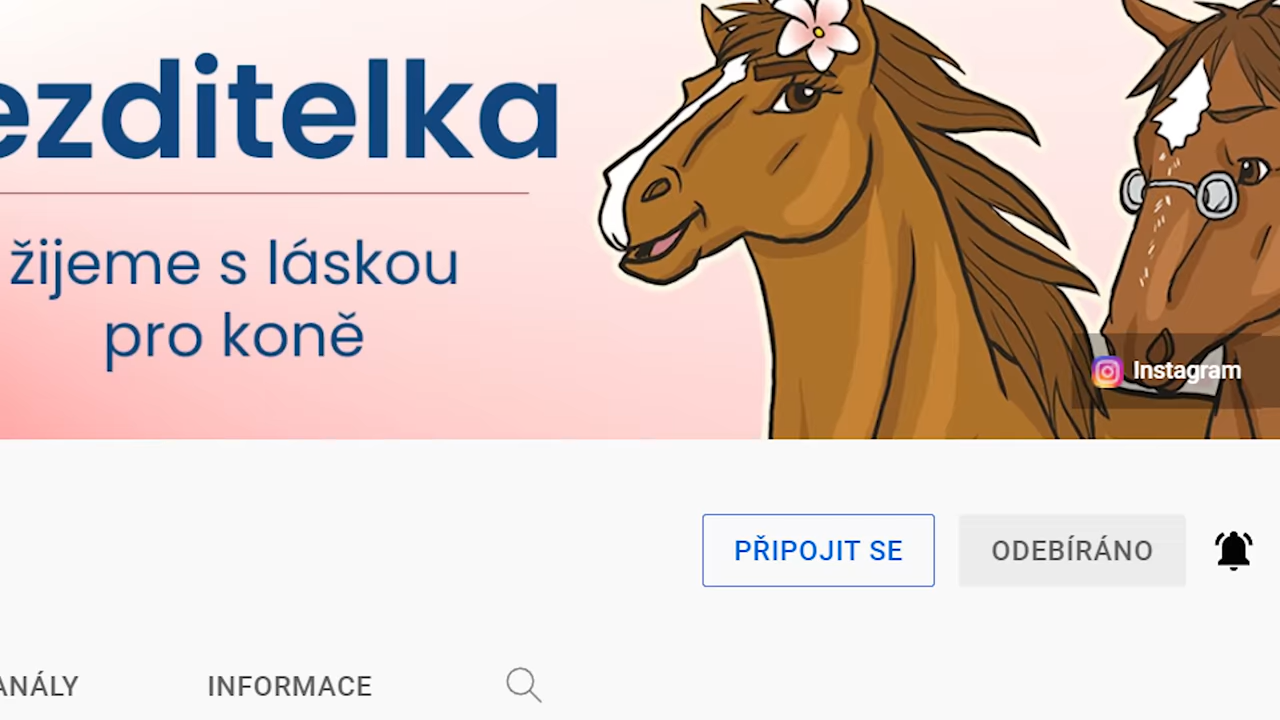 ezditelka
žijeme s láskou
pro koně
Instagram
PŘIPOJIT SE
ODEBÍRÁNO
ANÁLY
INFORMACE